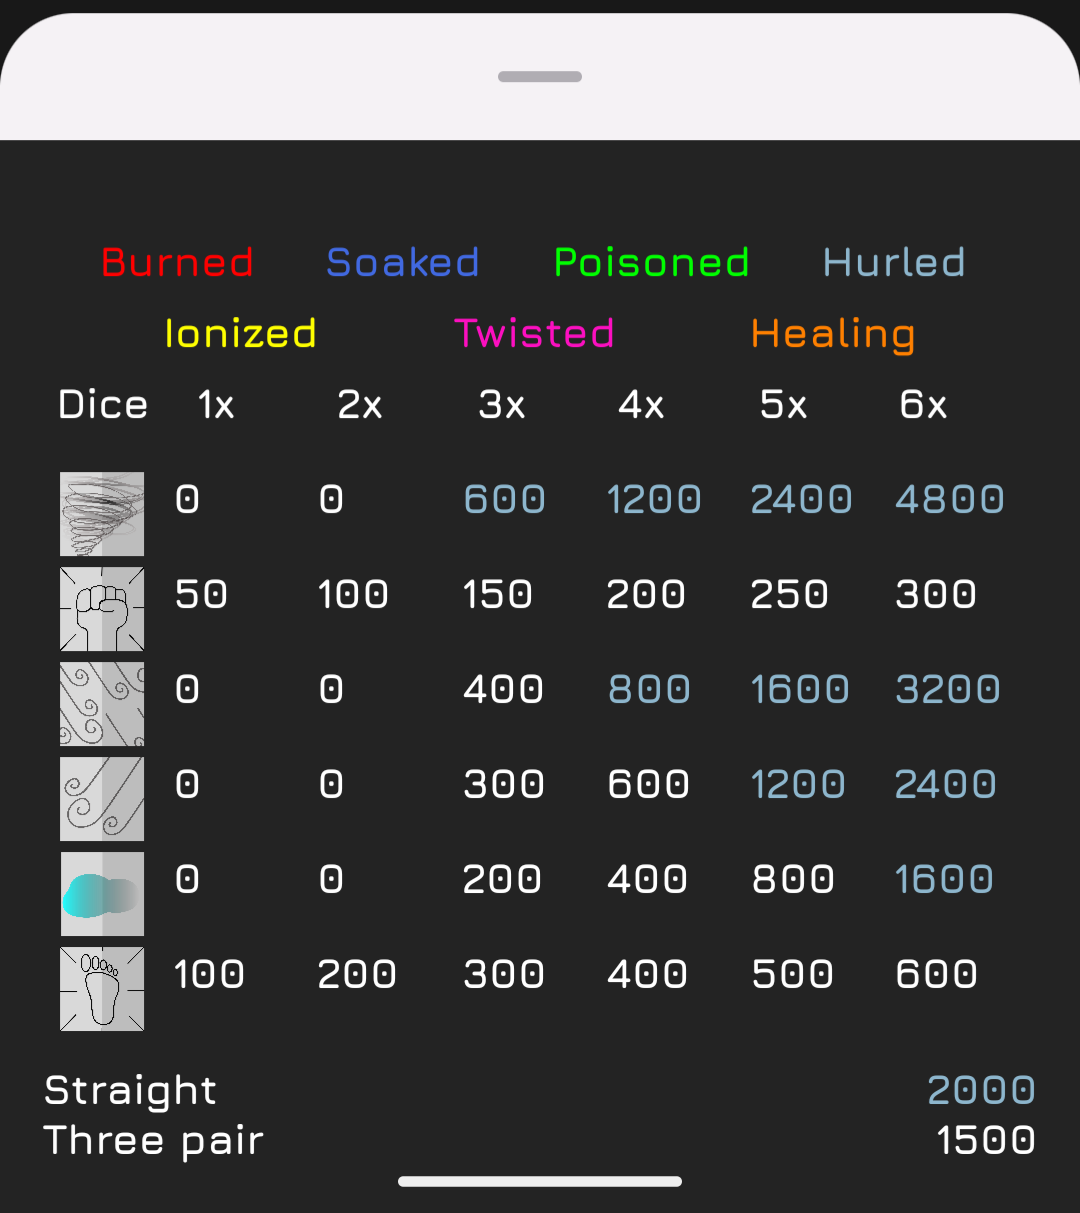 Burned Soaked Poisoned Hurled
Ionized Twisted Healing
Dice 1x 2x 3x 4x 5x 6x
0 0 600 1200 2400 4800
50 100 150 200 250 300
0 0 400 800 1600 3200
0 0 300 600 1200 2400
0 0 200 400 800 1600
100 200 300 400 500 600
Straight 2000
Three pair 1500